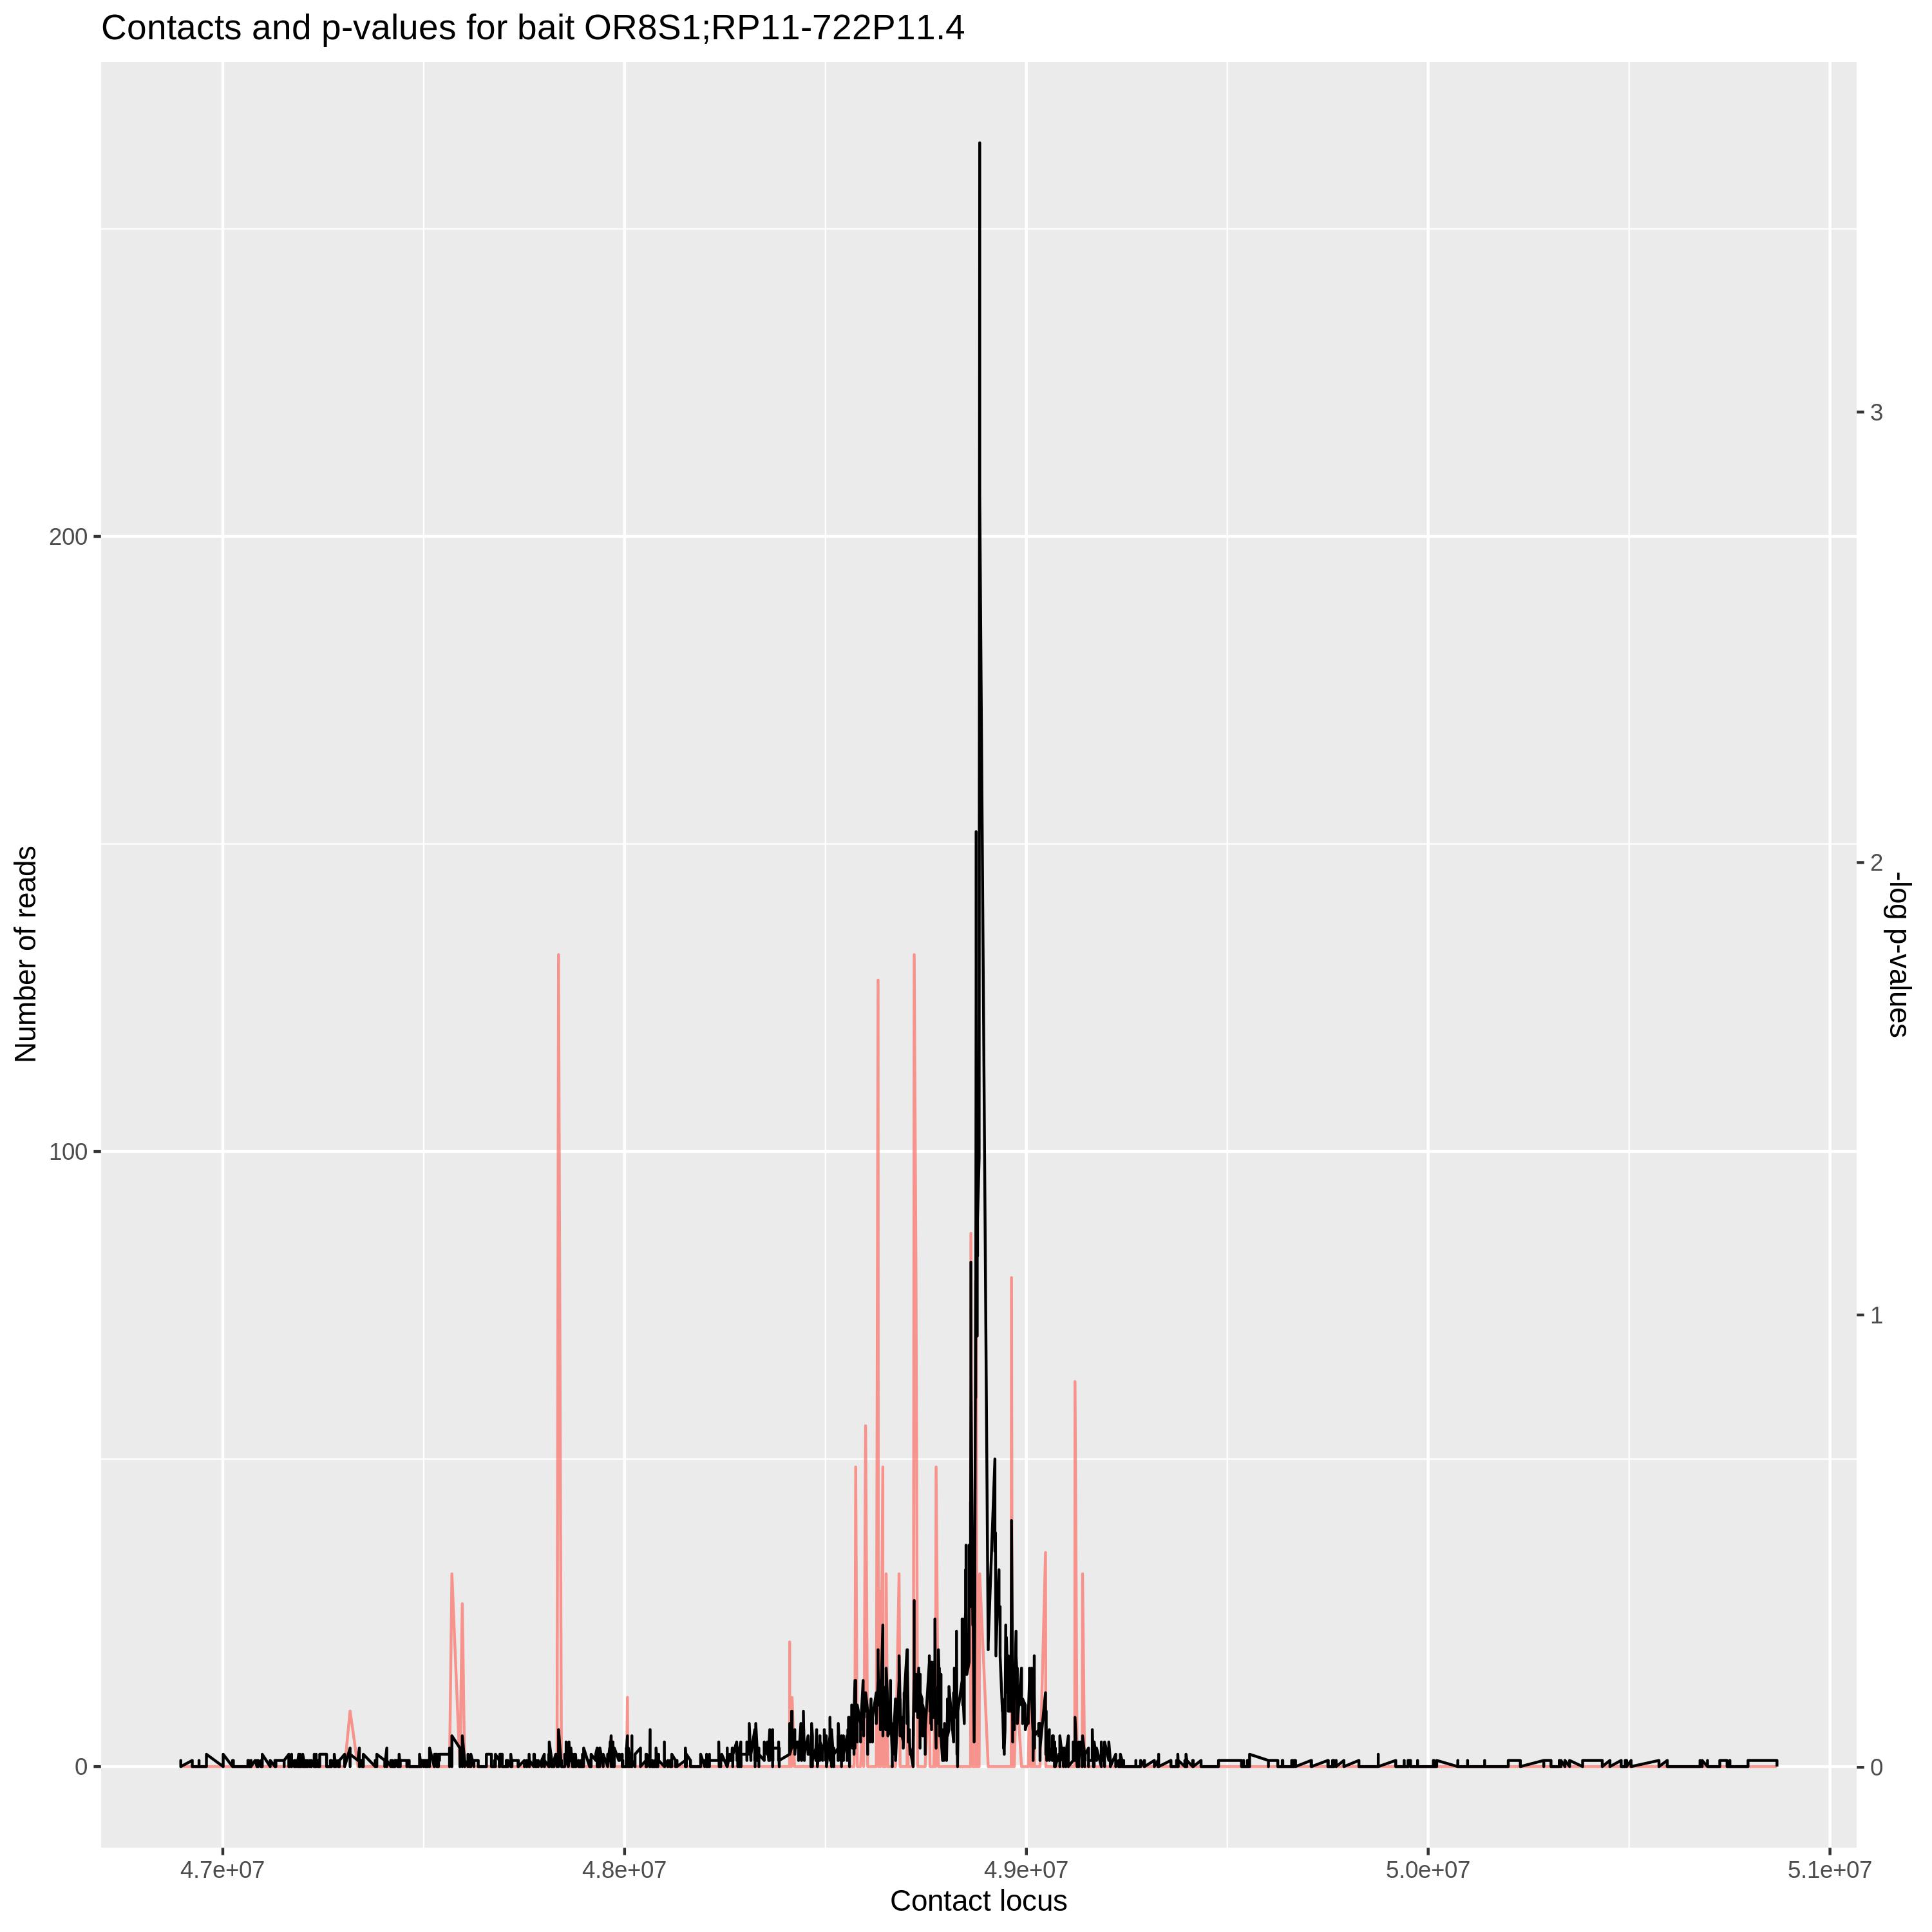 Contacts and p-values for bait OR8S1;RP11-722P11.4
200
100
0
Number of reads
3
2
1
0
-log p-values
4.7e+07 4.8e+07 4.9e+07 5.0e+07 5.1e+07
Contact locus